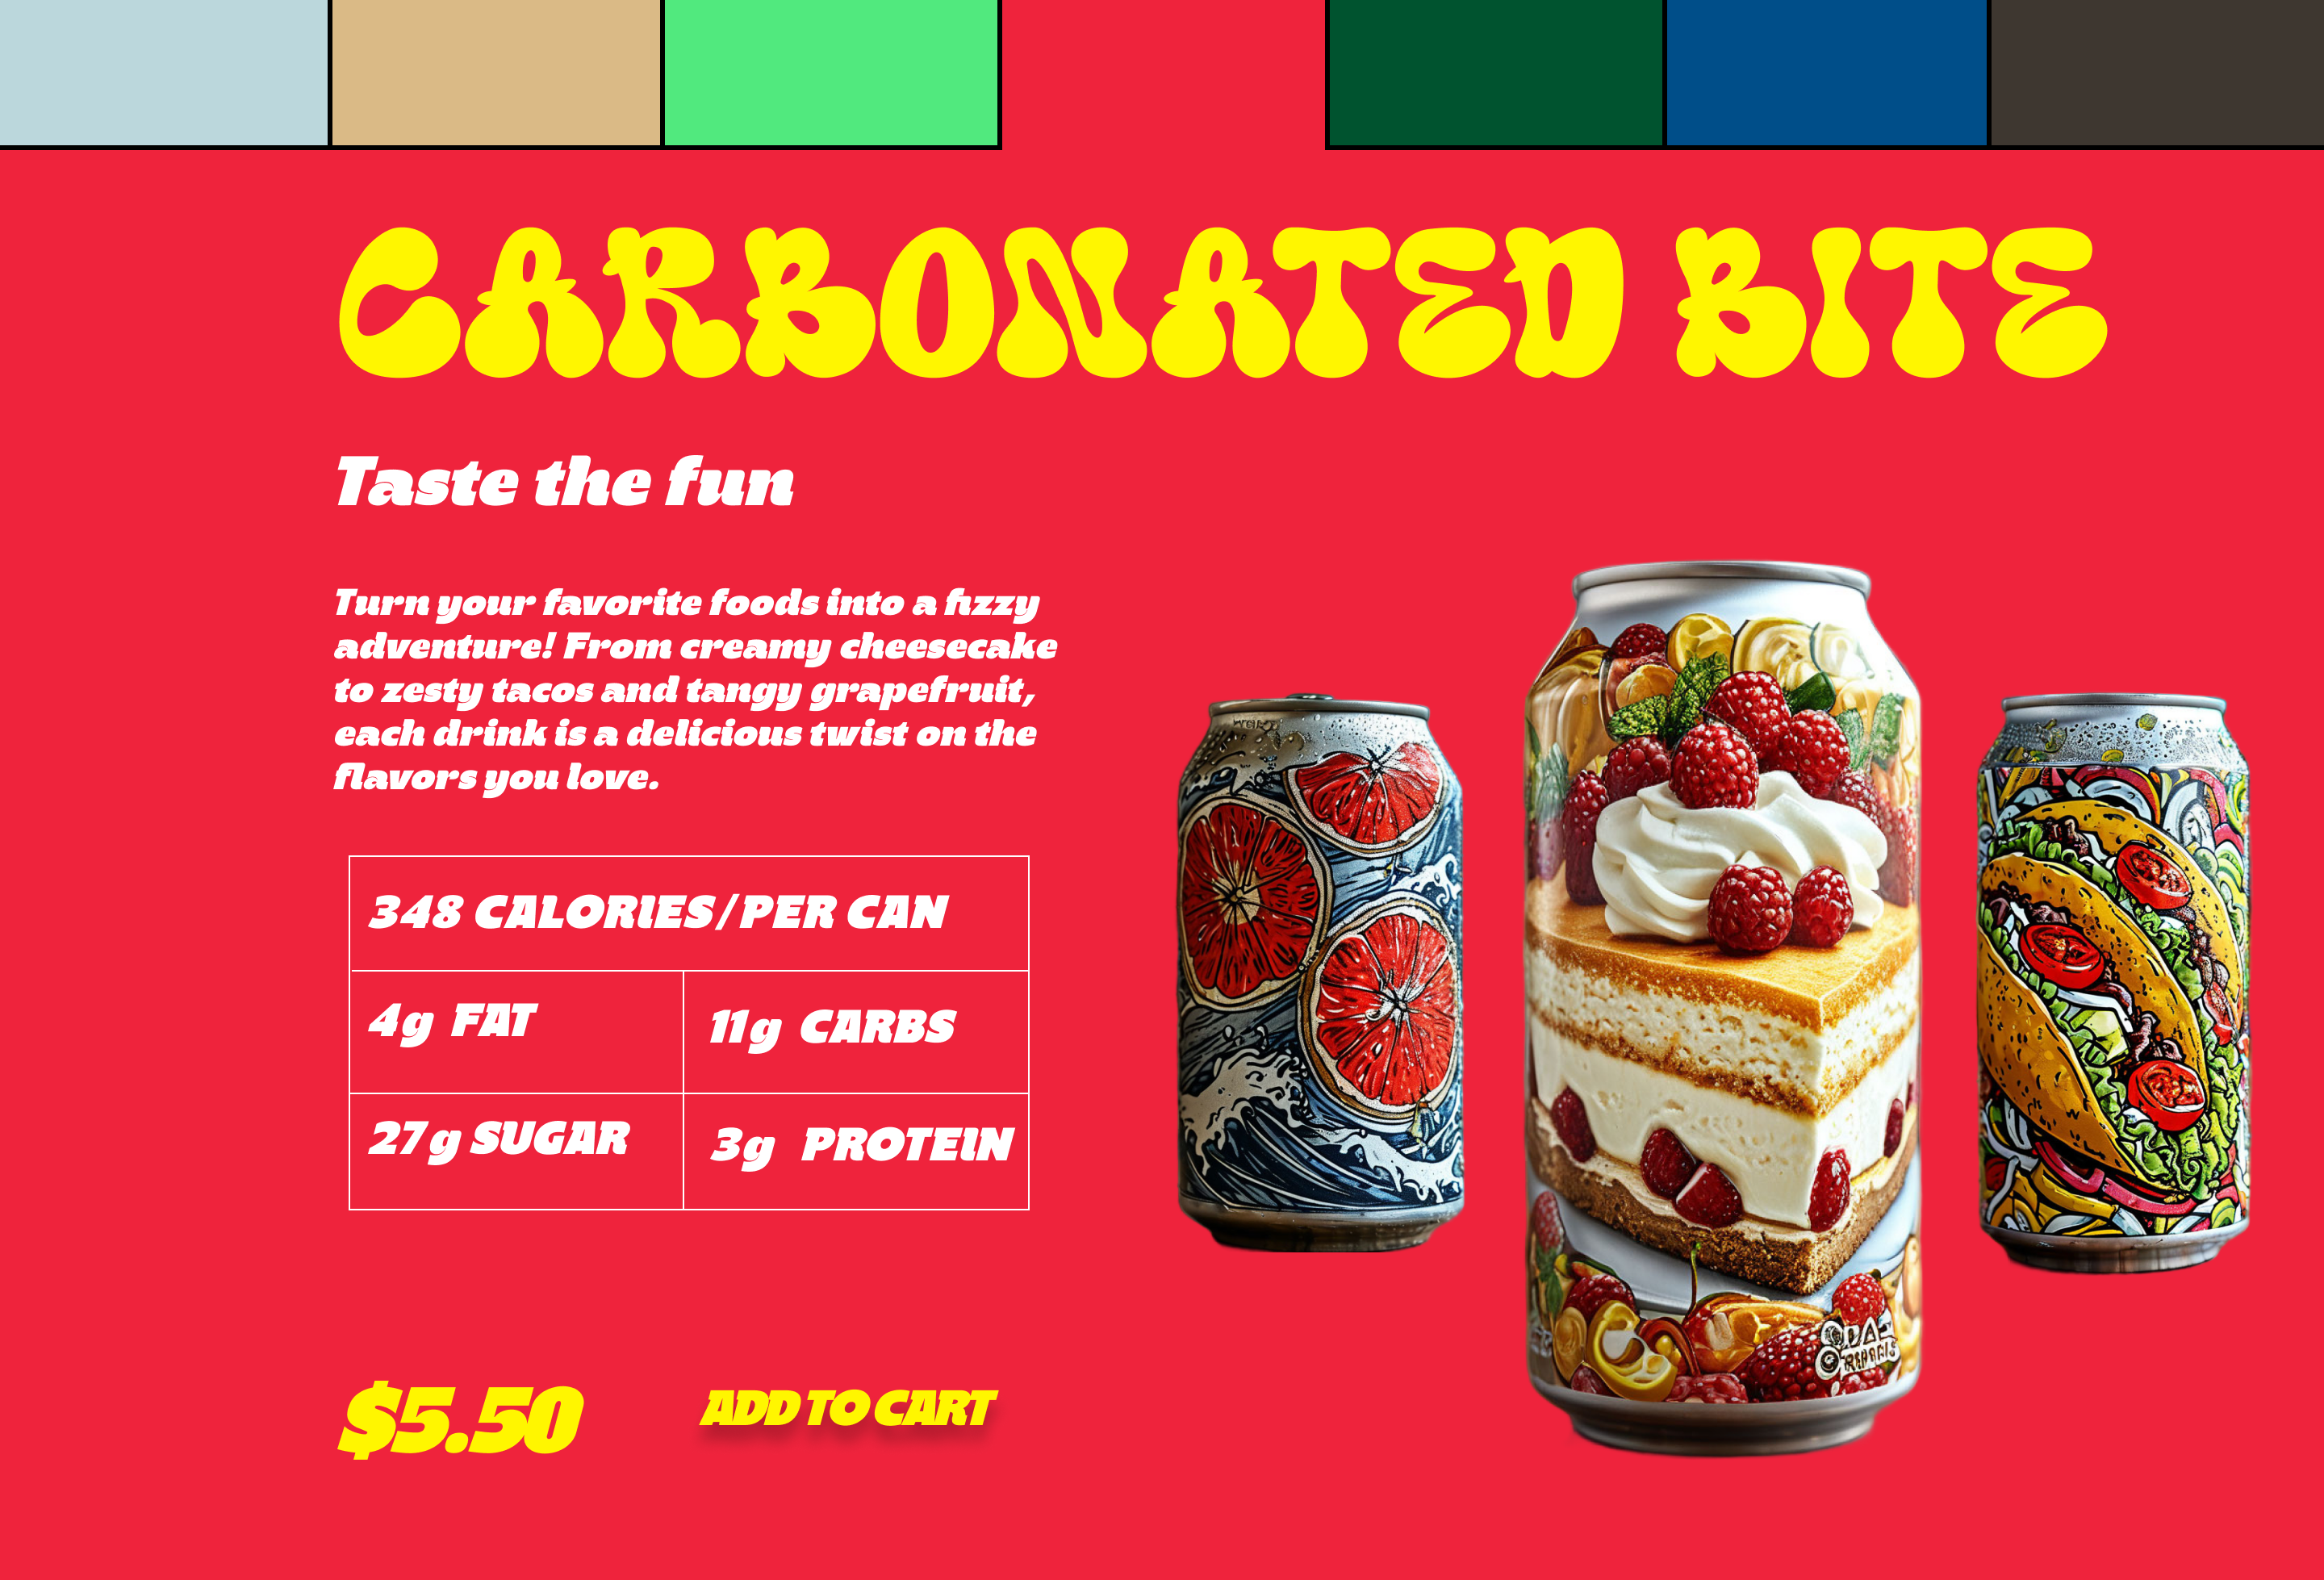 CARBONATED BITE
Taste the fun
Turn your favorite foods into a fizzy
adventure! From creamy cheesecake
to zesty tacos and tangy grapefruit,
each drink is a delicious twist on the
flavors you love.
348 CALORIES/PER CAN
4g FAT
11g CARBS
27g SUGAR
3g PROTEIN
$5.50
ADD TO CART